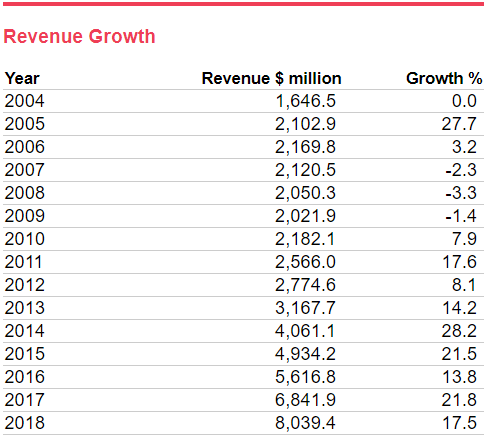 Revenue Growth
Year Revenue $ million Growth %
2004 1,646.5 0.0
2005 2,102.9 27.7
2006 2,169.8 3.2
2007 2,120.5 -2.3
2008 2,050.3 -3.3
2009 2,021.9 -1.4
2010 2,182.1 7.9
2011 2,566.0 17.6
2012 2,774.6 8.1
2013 3,167.7 14.2
2014 4,061.1 28.2
2015 4,934.2 21.5
2016 5,616.8 13.8
2017 6,841.9 21.8
2018 8,039.4 17.5